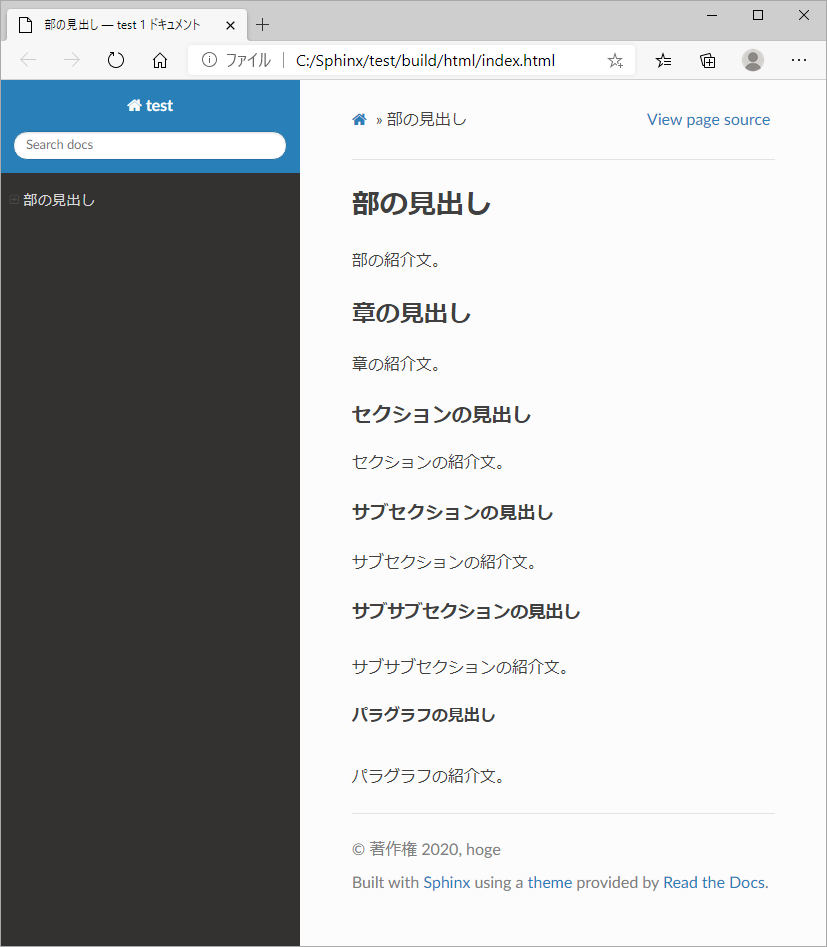 部の見出し — test 1 ドキュメント
ファイル | C:/Sphinx/test/build/html/index.html
test
Search docs
部の見出し
» 部の見出し
View page source
部の見出し
部の紹介文。
章の見出し
章の紹介文。
セクションの見出し
セクションの紹介文。
サブセクションの見出し
サブセクションの紹介文。
サブサブセクションの見出し
サブサブセクションの紹介文。
パラグラフの見出し
パラグラフの紹介文。
© 著作権 2020, hoge
Built with Sphinx using a theme provided by Read the Docs.